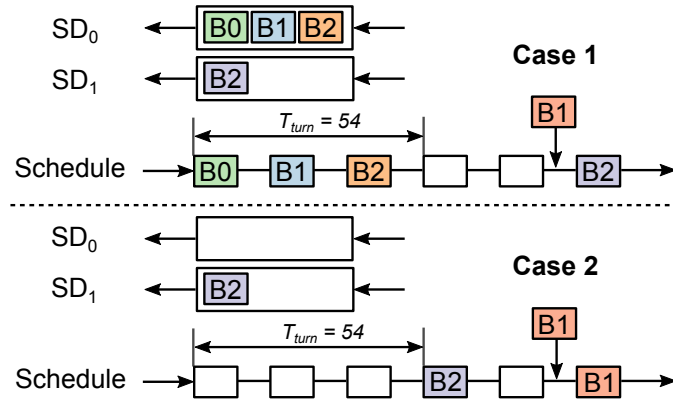 SD0 B0 B1 B2
SD1 B2
Case 1
Tturn = 54
B1
Schedule B0 B1 B2 B2
SD0
SD1 B2
Case 2
Tturn = 54
B1
Schedule B2 B1